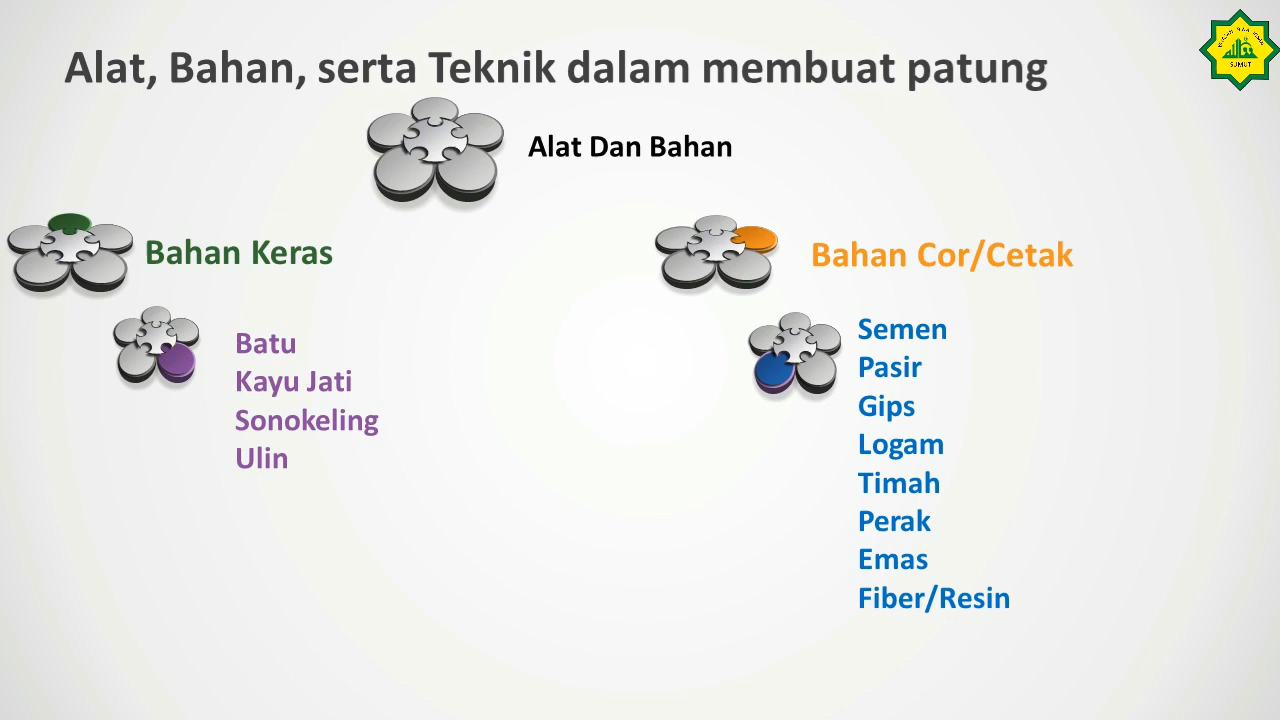 Alat, Bahan, serta Teknik dalam membuat patung
Alat Dan Bahan
Bahan Keras
Batu
Kayu Jati
Sonokeling
Ulin
Bahan Cor/Cetak
Semen
Pasir
Gips
Logam
Timah
Perak
Emas
Fiber/Resin
SUMUT